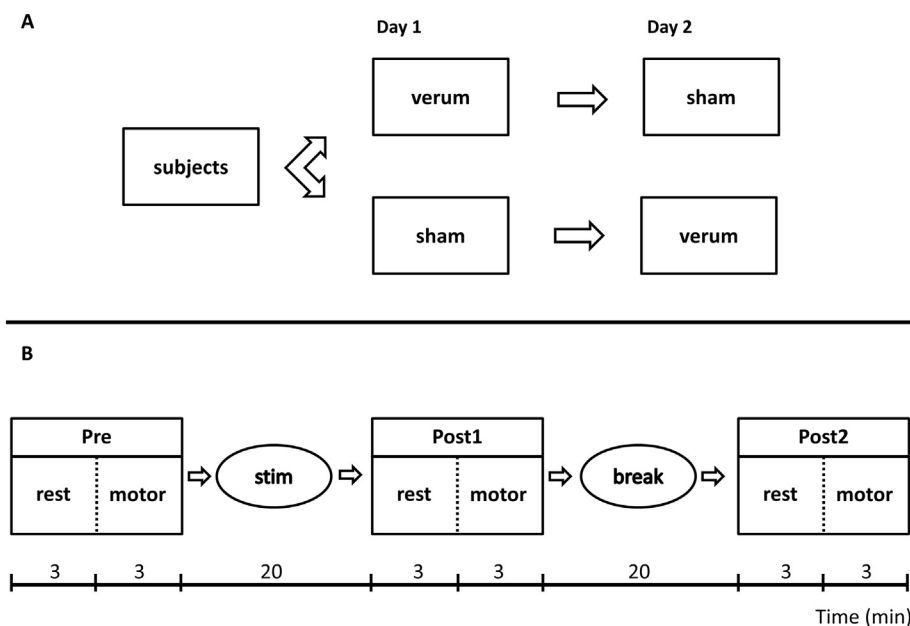 A
Day 1 Day 2
verum sham
subjects
sham verum
B
Pre Post1 Post2
rest motor stim rest motor break rest motor
3 3 20 3 3 20 3 3
Time (min)